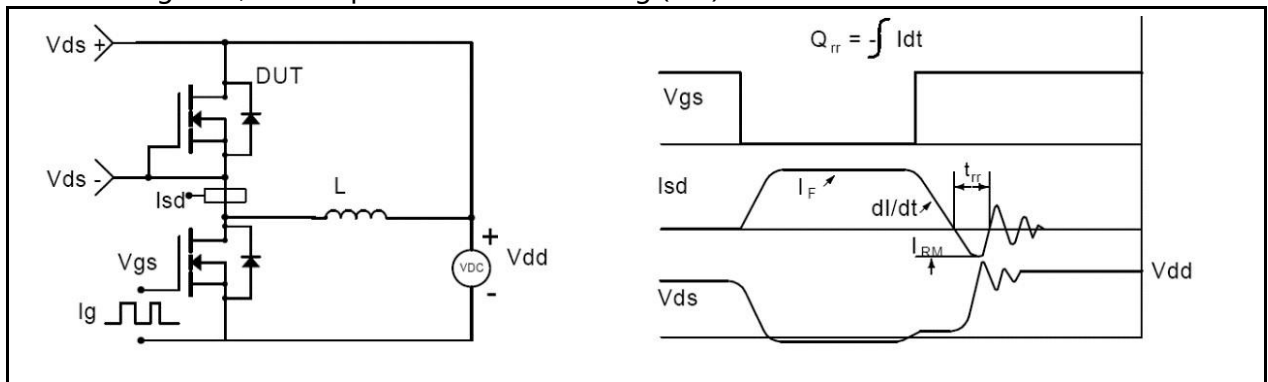 Vds +
DUT
Vds -
Isd
L
Vgs
Ig
+
VDC
Vdd
-
Q rr = -∫ Idt
Vgs
Isd
I F
dI/dt
t rr
I RM
Vds
Vdd